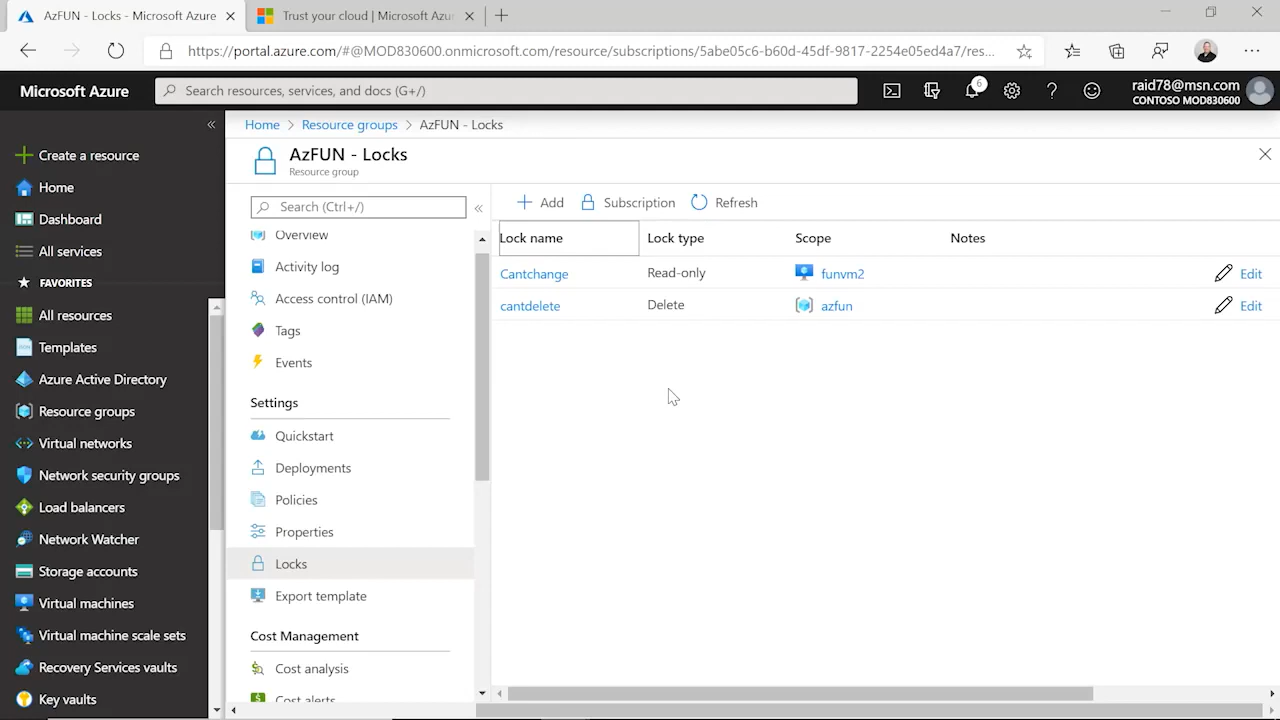 AzFUN - Locks - Microsoft Azure
Trust your cloud | Microsoft Azur
https://portal.azure.com/#@MOD830600.onmicrosoft.com/resource/subscriptions/5abe05c6-b60d-45df-9817-2254e05ed4a7/res...
Microsoft Azure
Search resources, services, and docs (G+/)
6
raid78@msn.com
CONTOSO MOD830600
Create a resource
Home
Dashboard
All services
FAVORITES
All resources
Templates
Azure Active Directory
Resource groups
Virtual networks
Network security groups
Load balancers
Network Watcher
Storage accounts
Virtual machines
Virtual machine scale sets
Recovery Services vaults
Key vaults
Home > Resource groups > AzFUN - Locks
AzFUN - Locks
Resource group
Search (Ctrl+/)
Overview
Activity log
Access control (IAM)
Tags
Events
Settings
Quickstart
Deployments
Policies
Properties
Locks
Export template
Cost Management
Cost analysis
Cost alerts
Add Subscription Refresh
Lock name Lock type Scope Notes
Cantchange Read-only funvm2 Edit
cantdelete Delete azfun Edit